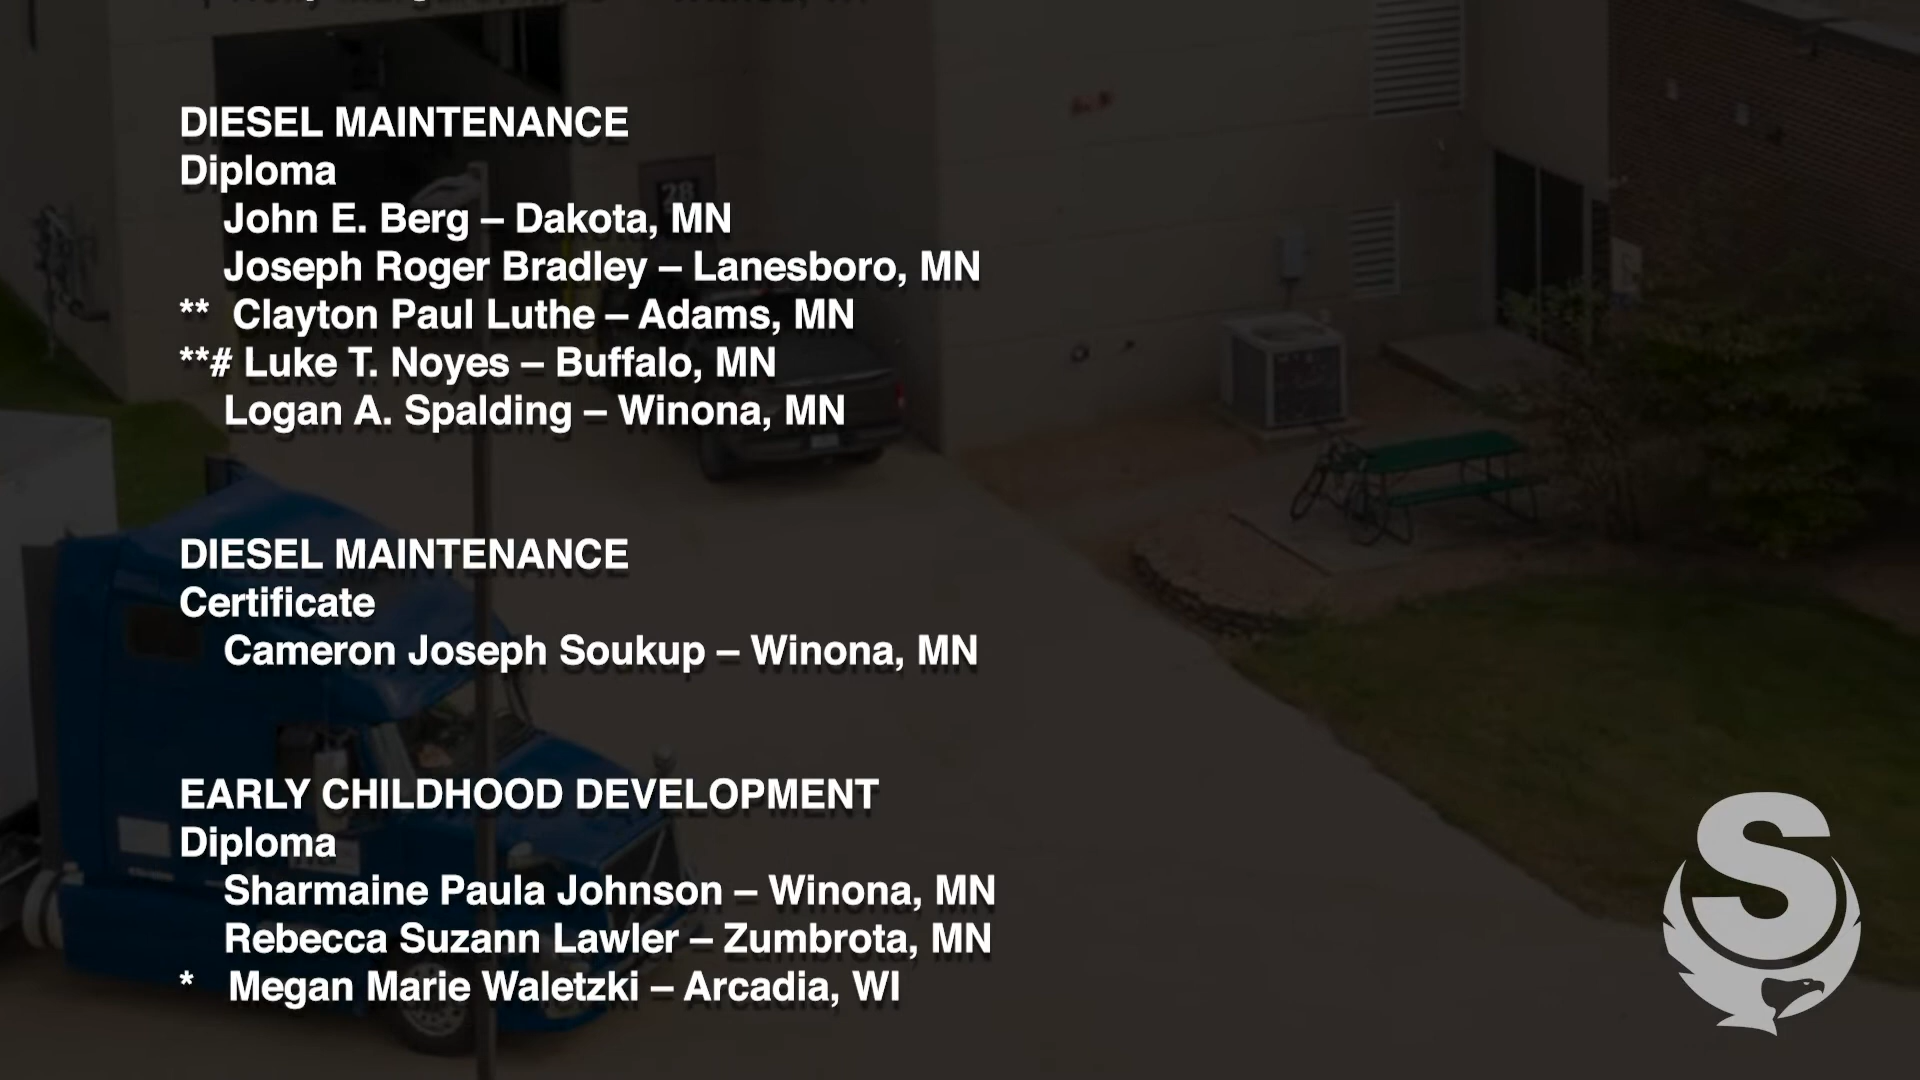 DIESEL MAINTENANCE
Diploma
John E. Berg – Dakota, MN
Joseph Roger Bradley – Lanesboro, MN
** Clayton Paul Luthe – Adams, MN
**# Luke T. Noyes – Buffalo, MN
Logan A. Spalding – Winona, MN
DIESEL MAINTENANCE
Certificate
Cameron Joseph Soukup – Winona, MN
EARLY CHILDHOOD DEVELOPMENT
Diploma
Sharmaine Paula Johnson – Winona, MN
Rebecca Suzann Lawler – Zumbrota, MN
* Megan Marie Waletzki – Arcadia, WI
28
S